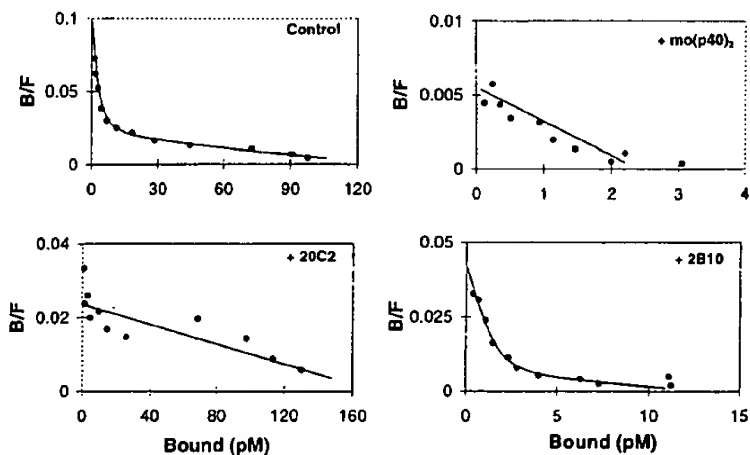 Control
B/F
0.1
0.05
0
0 30 60 90 120
+ mo(p40)₂
B/F
0.01
0.005
0
0 1 2 3 4
+ 20C2
B/F
0.04
0.02
0
0 40 80 120 160
Bound (pM)
+ 2B10
B/F
0.05
0.025
0
0 5 10 15
Bound (pM)